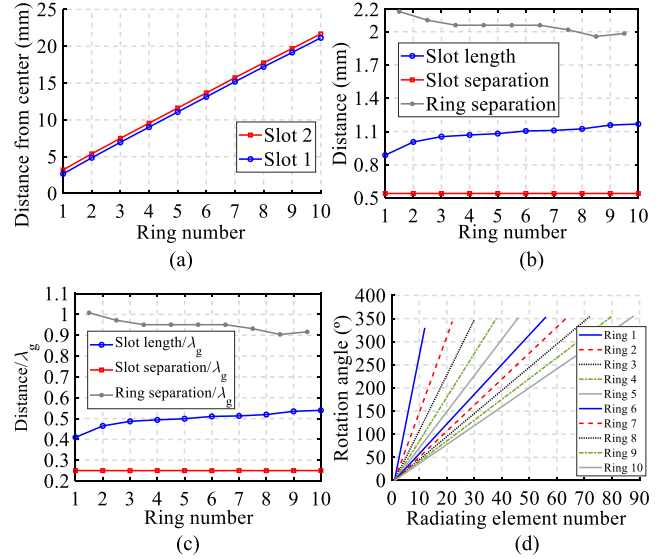 25
20
15
10
5
0
Distance from center (mm)
Slot 2
Slot 1
1 2 3 4 5 6 7 8 9 10
Ring number
(a)
2.2
2
1.7
1.4
1.1
0.8
0.5
Distance (mm)
Slot length
Slot separation
Ring separation
1 2 3 4 5 6 7 8 9 10
Ring number
(b)
1.1
1
0.9
0.8
0.7
0.6
0.5
0.4
0.3
0.2
Distance/λg
Slot length/λg
Slot separation/λg
Ring separation/λg
1 2 3 4 5 6 7 8 9 10
Ring number
(c)
400
350
300
250
200
150
100
50
0
Rotation angle (º)
Ring 1
Ring 2
Ring 3
Ring 4
Ring 5
Ring 6
Ring 7
Ring 8
Ring 9
Ring 10
0 10 20 30 40 50 60 70 80 90
Radiating element number
(d)